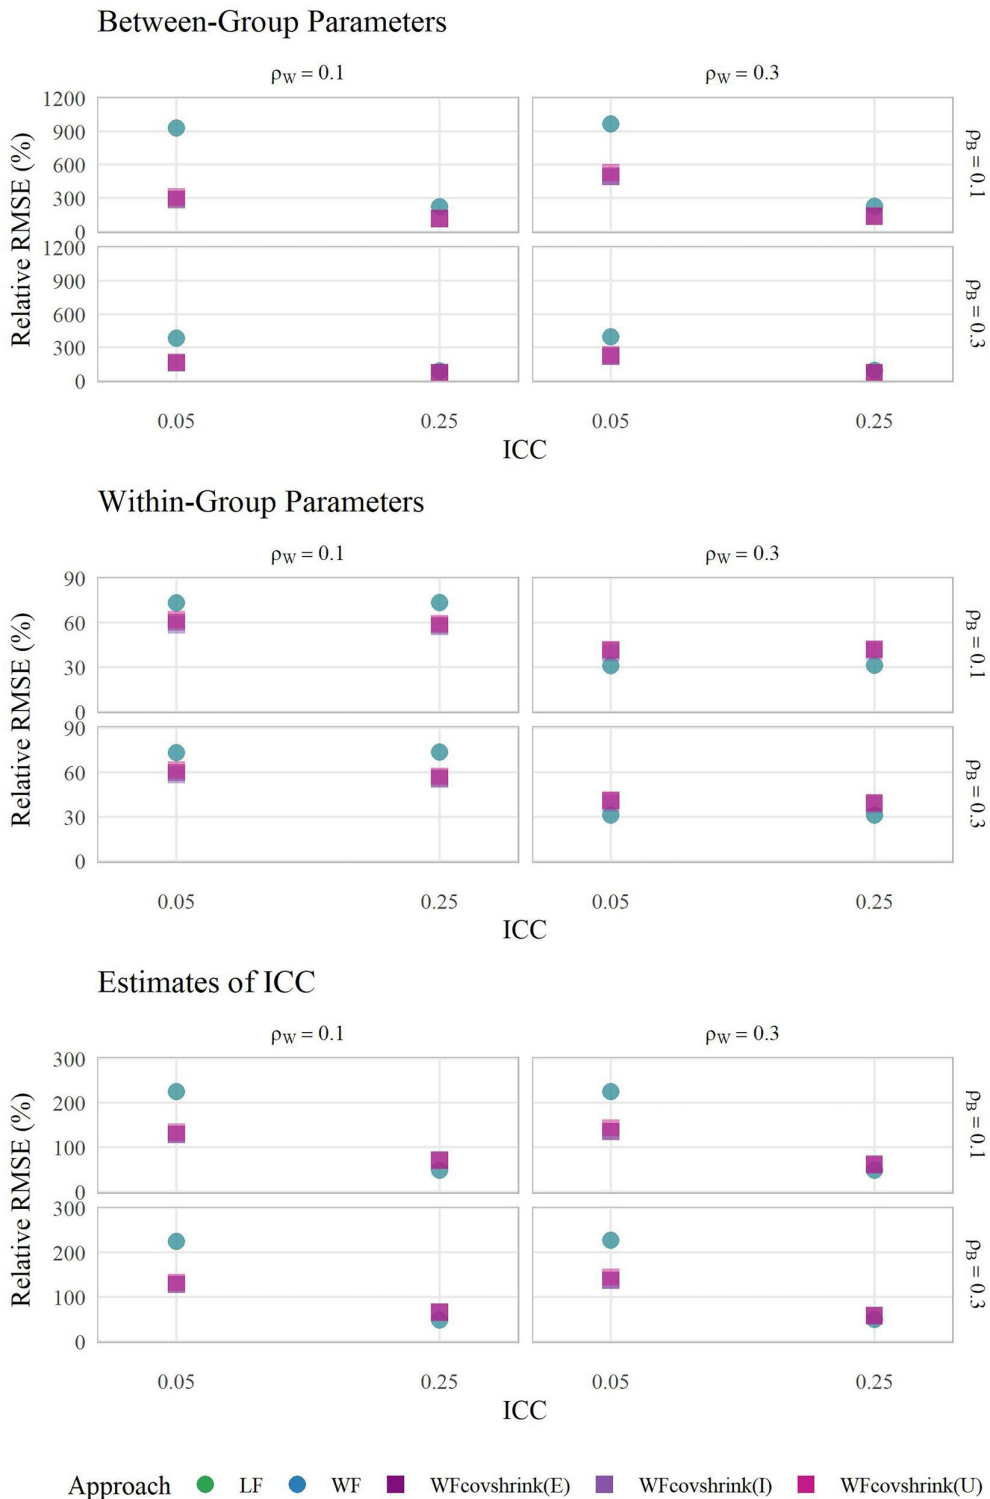 Between-Group Parameters
ρW = 0.1
ρW = 0.3
Relative RMSE (%)
1200
900
600
300
0
ρB = 0.1
1200
900
600
300
0
ρB = 0.3
0.05
0.25
0.05
0.25
ICC
Within-Group Parameters
ρW = 0.1
ρW = 0.3
Relative RMSE (%)
90
60
30
0
ρB = 0.1
90
60
30
0
ρB = 0.3
0.05
0.25
0.05
0.25
ICC
Estimates of ICC
ρW = 0.1
ρW = 0.3
Relative RMSE (%)
300
200
100
0
ρB = 0.1
300
200
100
0
ρB = 0.3
0.05
0.25
0.05
0.25
ICC
Approach LF WF WFcovshrink(E) WFcovshrink(I) WFcovshrink(U)